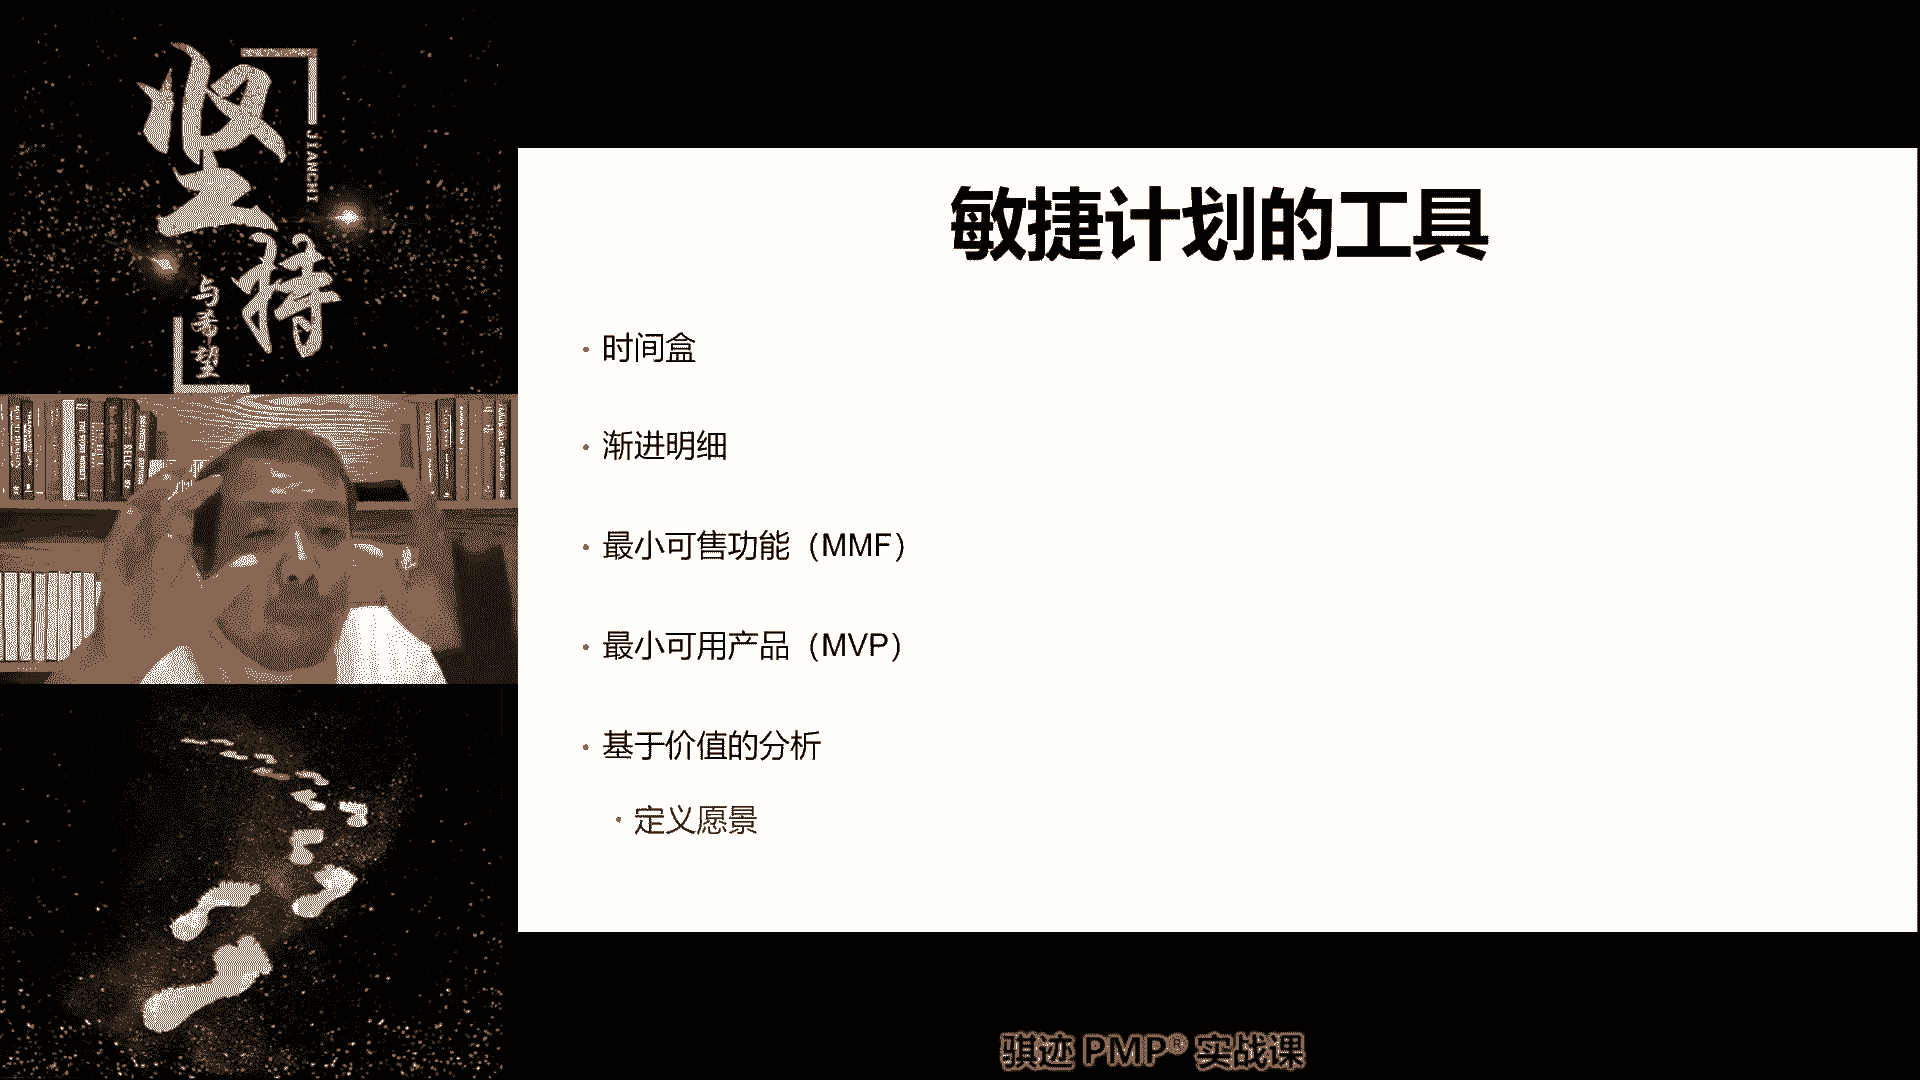 坚持
JIANCHI
与希望
敏捷计划的工具
· 时间盒
· 渐进明细
· 最小可售功能（MMF）
· 最小可用产品（MVP）
· 基于价值的分析
· 定义愿景
骐迹 PMP® 实战课